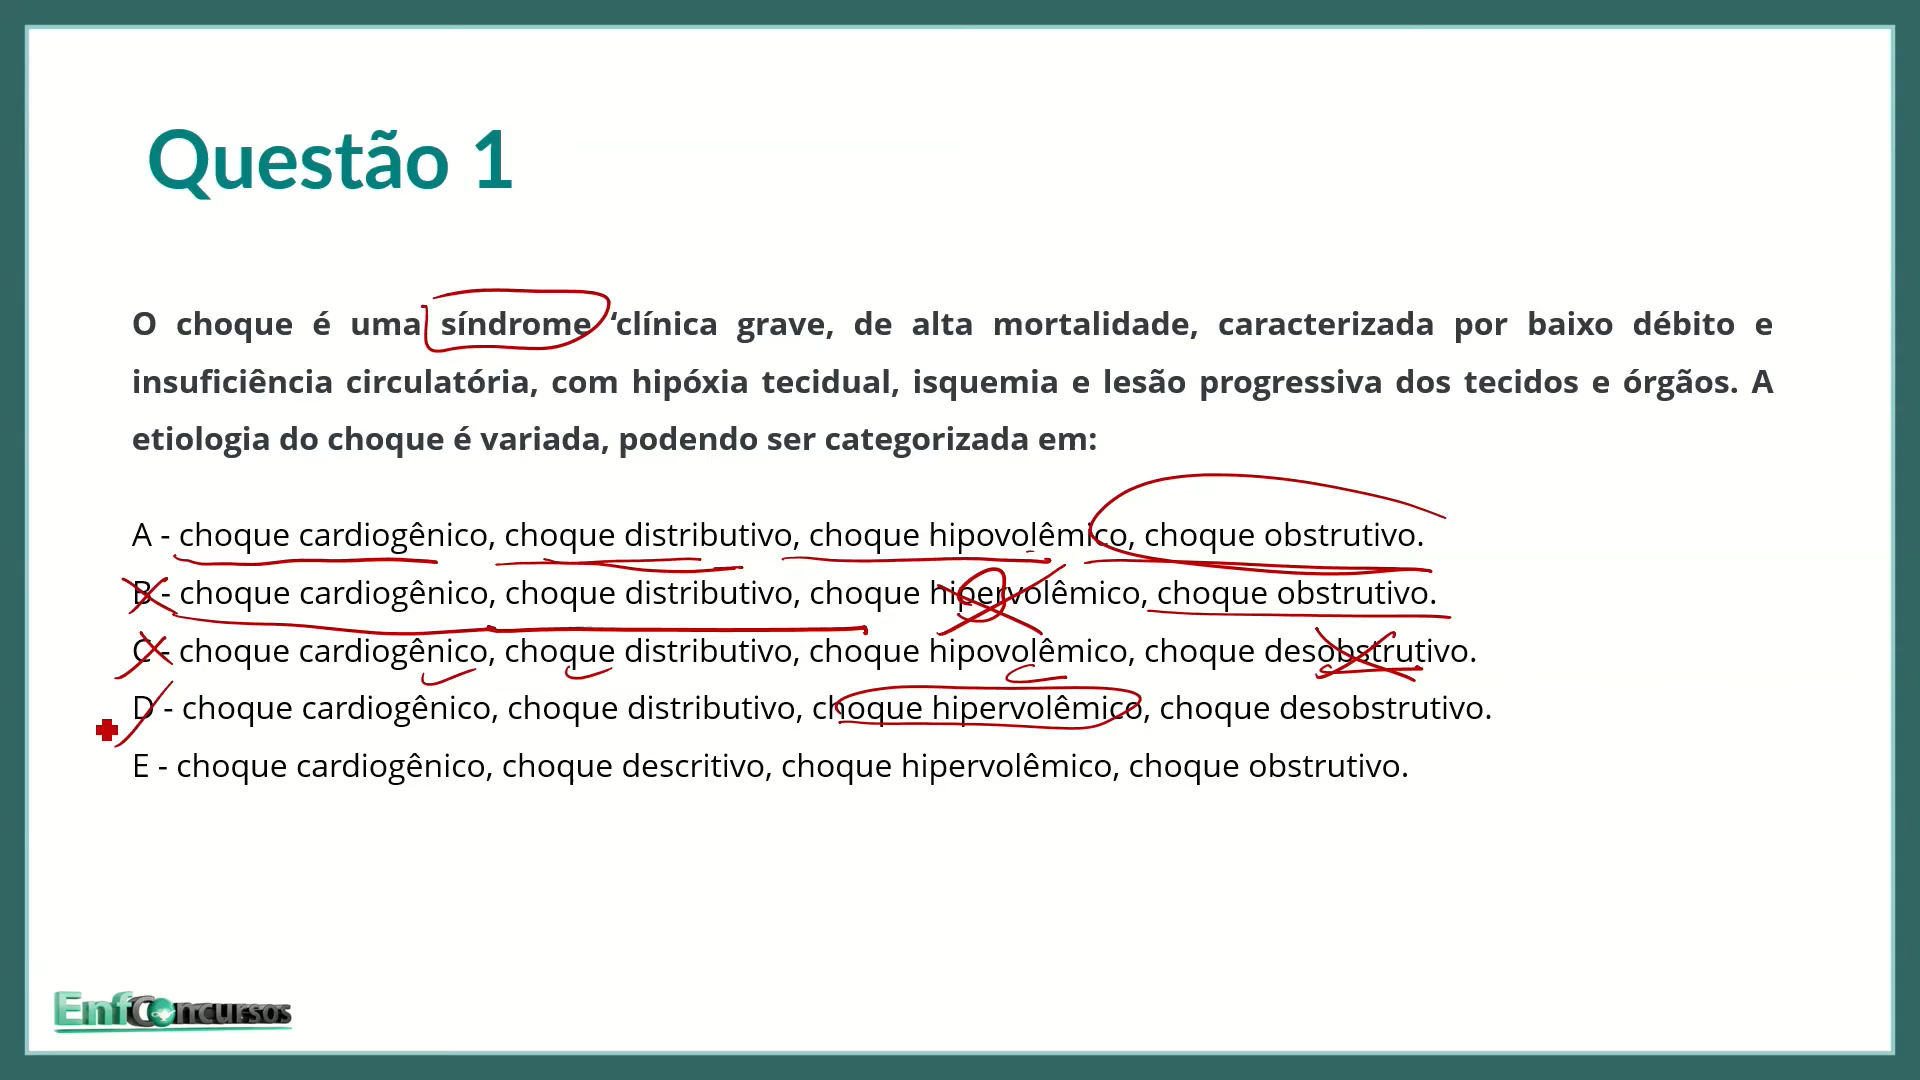 Questão 1
O choque é uma síndrome ‘clínica grave, de alta mortalidade, caracterizada por baixo débito e
insuficiência circulatória, com hipóxia tecidual, isquemia e lesão progressiva dos tecidos e órgãos. A
etiologia do choque é variada, podendo ser categorizada em:
A - choque cardiogênico, choque distributivo, choque hipovolêmico, choque obstrutivo.
B - choque cardiogênico, choque distributivo, choque hipervolêmico, choque obstrutivo.
C - choque cardiogênico, choque distributivo, choque hipovolêmico, choque desobstrutivo.
D - choque cardiogênico, choque distributivo, choque hipervolêmico, choque desobstrutivo.
E - choque cardiogênico, choque descritivo, choque hipervolêmico, choque obstrutivo.
EnfConcursos